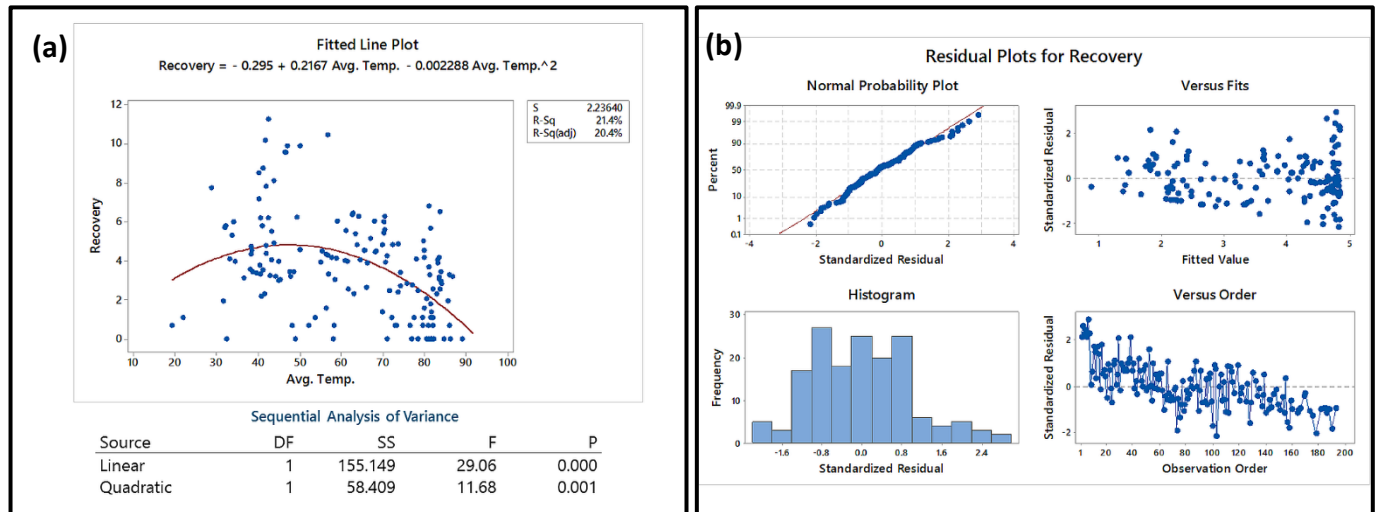 (a)
Fitted Line Plot
Recovery = - 0.295 + 0.2167 Avg. Temp. - 0.002288 Avg. Temp.^2
S 2.23640
R-Sq 21.4%
R-Sq(adj) 20.4%
Recovery
12
10
8
6
4
2
0
10 20 30 40 50 60 70 80 90 100
Avg. Temp.
Sequential Analysis of Variance
Source DF SS F P
Linear 1 155.149 29.06 0.000
Quadratic 1 58.409 11.68 0.001
(b)
Residual Plots for Recovery
Normal Probability Plot
Percent
99.9
99
90
50
10
1
0.1
-4 -2 0 2 4
Standardized Residual
Versus Fits
Standardized Residual
2
0
-2
1 2 3 4 5
Fitted Value
Histogram
Frequency
30
20
10
0
-1.6 -0.8 0.0 0.8 1.6 2.4
Standardized Residual
Versus Order
Standardized Residual
2
0
-2
1 20 40 60 80 100 120 140 160 180 200
Observation Order